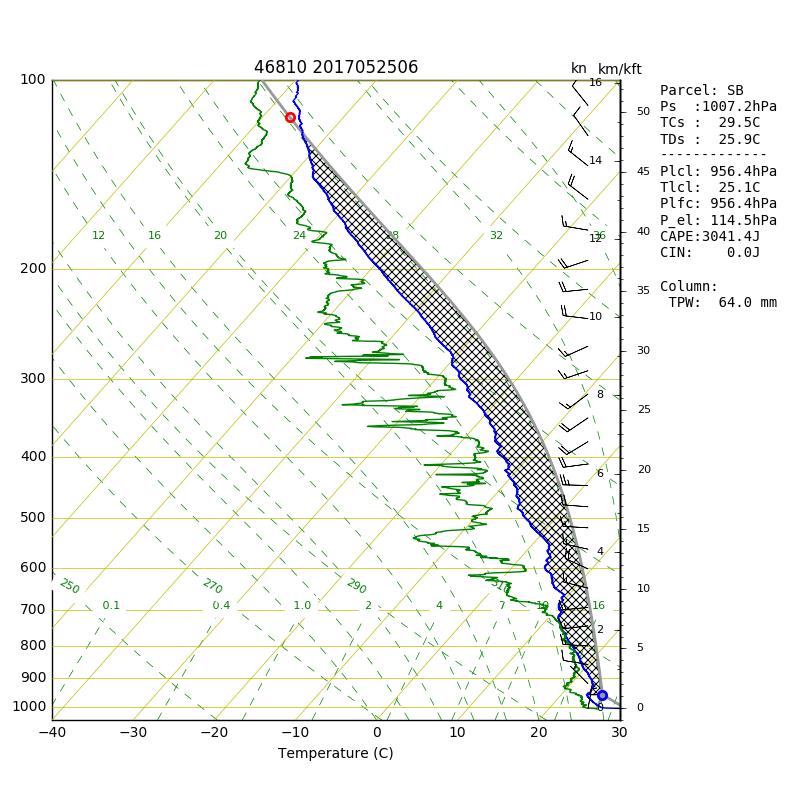 46810 2017052506
kn km/kft
100
200
300
400
500
600
700
800
900
1000
12 16 20 24 28 32 36
250 270 290 310
0.1 0.4 1.0 2 4 7 10 16
16
14
12
10
8
6
4
2
0
50
45
40
35
30
25
20
15
10
5
0
−40 −30 −20 −10 0 10 20 30
Temperature (C)
Parcel: SB
Ps  :1007.2hPa
TCs :  29.5C
TDs :  25.9C
-------------
Plcl: 956.4hPa
Tlcl:  25.1C
Plfc: 956.4hPa
P_el: 114.5hPa
CAPE:3041.4J
CIN:    0.0J
Column:
TPW:  64.0 mm